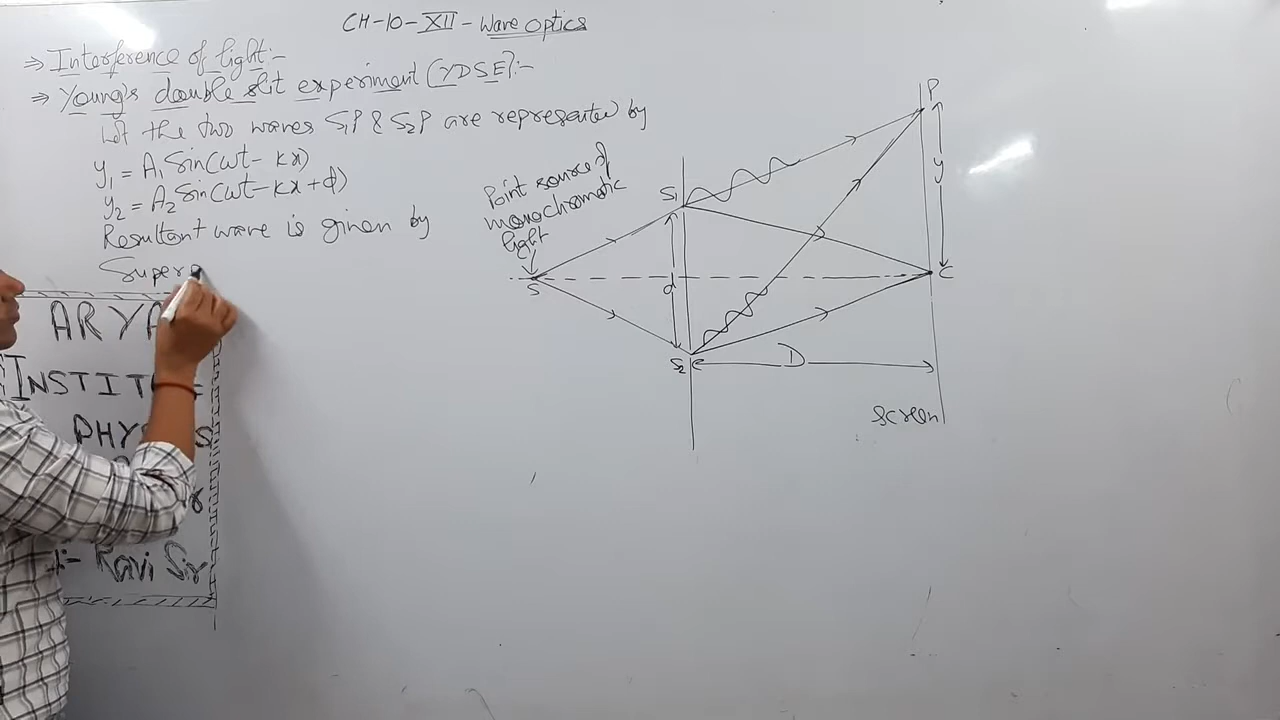 CH-10-XII-Wave Optics
⇒ Interference of light:-
⇒ Young's double slit experiment (YDSE):-
Let the two waves S₁P & S₂P are represented by
y₁ = A₁ Sin(ωt - kx)
y₂ = A₂ Sin(ωt - kx + ϕ)
Resultant wave is given by
Superp
Point source of
monochromatic
light
S
S₁
d
S₂
D
P
y
C
Screen
ARYA
INSTIT
PHY S
:- Ravi Sir